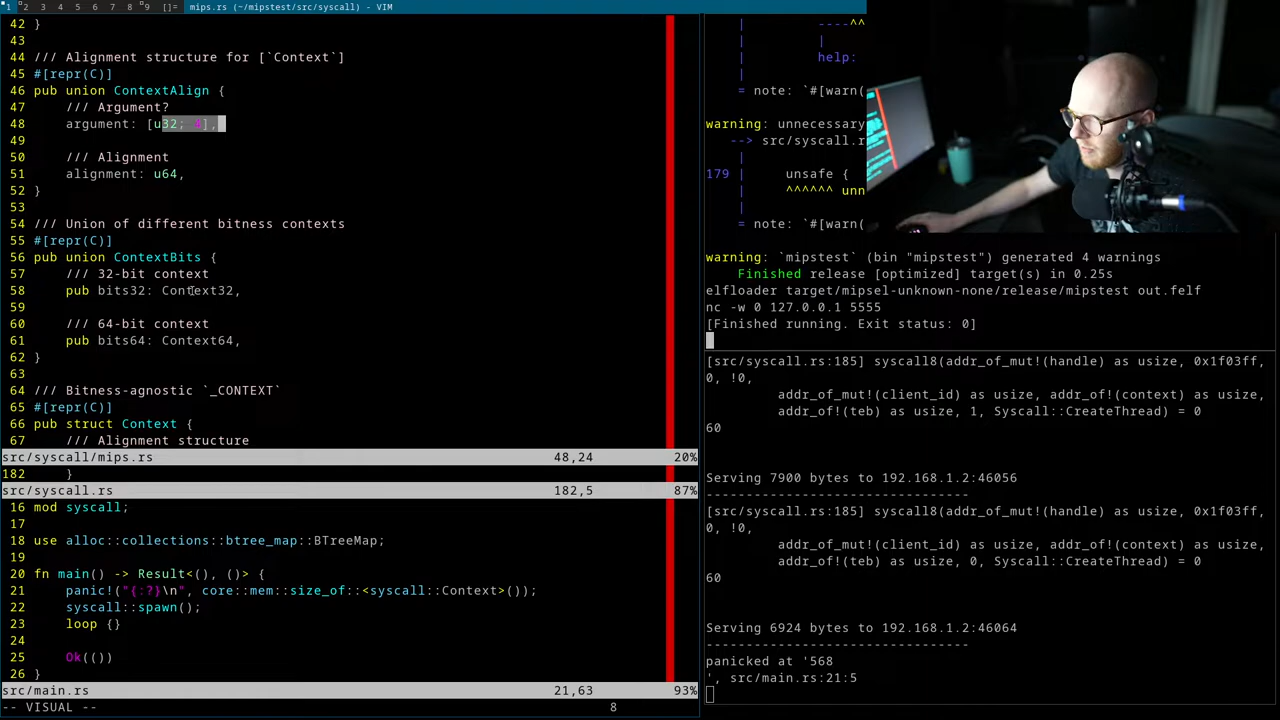 1 2 3 4 5 6 7 8 9 []= mips.rs (~/mipstest/src/syscall) - VIM
42 }
43
44 /// Alignment structure for [`Context`]
45 #[repr(C)]
46 pub union ContextAlign {
47 /// Argument?
48 argument: [u32; 4],
49
50 /// Alignment
51 alignment: u64,
52 }
53
54 /// Union of different bitness contexts
55 #[repr(C)]
56 pub union ContextBits {
57 /// 32-bit context
58 pub bits32: Context32,
59
60 /// 64-bit context
61 pub bits64: Context64,
62 }
63
64 /// Bitness-agnostic `_CONTEXT`
65 #[repr(C)]
66 pub struct Context {
67 /// Alignment structure
src/syscall/mips.rs 48,24 20%
182 }
src/syscall.rs 182,5 87%
16 mod syscall;
17
18 use alloc::collections::btree_map::BTreeMap;
19
20 fn main() -> Result<(), ()> {
21 panic!("{:?}\n", core::mem::size_of::<syscall::Context>());
22 syscall::spawn();
23 loop {}
24
25 Ok(())
26 }
src/main.rs 21,63 93%
-- VISUAL -- 8
| ----^^
| |
| help:
|
= note: `#[warn(
warning: unnecessary
--> src/syscall.r
|
179 | unsafe {
| ^^^^^^ unn
|
= note: `#[warn(
warning: `mipstest` (bin "mipstest") generated 4 warnings
Finished release [optimized] target(s) in 0.25s
elfloader target/mipsel-unknown-none/release/mipstest out.felf
nc -w 0 127.0.0.1 5555
[Finished running. Exit status: 0]
[src/syscall.rs:185] syscall8(addr_of_mut!(handle) as usize, 0x1f03ff,
0, !0,
addr_of_mut!(client_id) as usize, addr_of!(context) as usize,
addr_of!(teb) as usize, 1, Syscall::CreateThread) = 0
60
Serving 7900 bytes to 192.168.1.2:46056
---------------------------------
[src/syscall.rs:185] syscall8(addr_of_mut!(handle) as usize, 0x1f03ff,
0, !0,
addr_of_mut!(client_id) as usize, addr_of!(context) as usize,
addr_of!(teb) as usize, 0, Syscall::CreateThread) = 0
60
Serving 6924 bytes to 192.168.1.2:46064
---------------------------------
panicked at '568
', src/main.rs:21:5